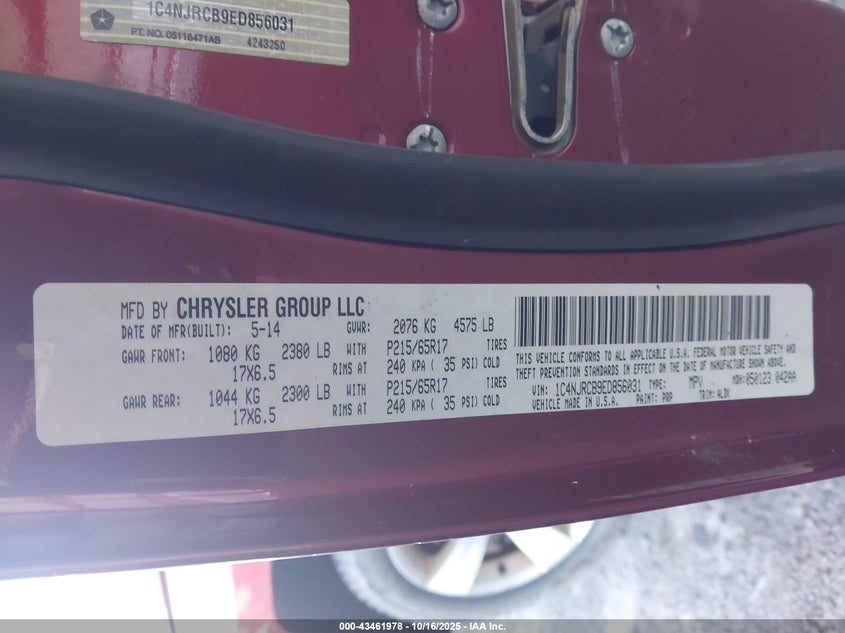 1C4NJRCB9ED856031
PT. NO. 05116471AB 4243250
MFD BY CHRYSLER GROUP LLC
DATE OF MFR(BUILT): 5-14 GVWR: 2076 KG 4575 LB
GAWR FRONT: 1080 KG 2380 LB WITH P215/65R17 TIRES
17X6.5 RIMS AT 240 KPA ( 35 PSI) COLD
GAWR REAR: 1044 KG 2300 LB WITH P215/65R17 TIRES
17X6.5 RIMS AT 240 KPA ( 35 PSI) COLD
THIS VEHICLE CONFORMS TO ALL APPLICABLE U.S.A. FEDERAL MOTOR VEHICLE SAFETY AND
THEFT PREVENTION STANDARDS IN EFFECT ON THE DATE OF MANUFACTURE SHOWN ABOVE.
VIN: 1C4NJRCB9ED856031 TYPE: MPV MDH: 050123 042AA
VEHICLE MADE IN U.S.A. PAINT: PRP TRIM: HLDK
000-43461978 - 10/16/2025 - IAA Inc.